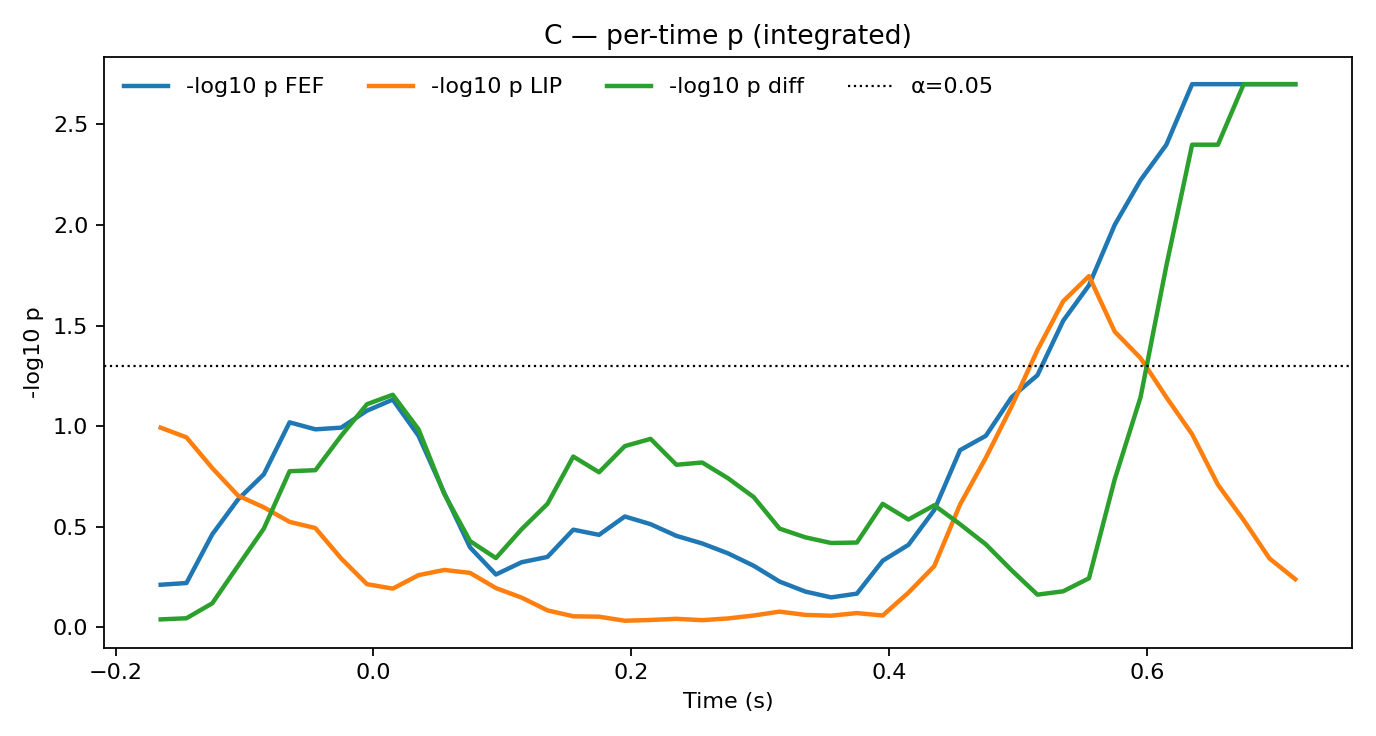 C — per-time p (integrated)
-log10 p FEF
-log10 p LIP
-log10 p diff
α=0.05
2.5
2.0
1.5
1.0
0.5
0.0
-log10 p
−0.2
0.0
0.2
0.4
0.6
Time (s)